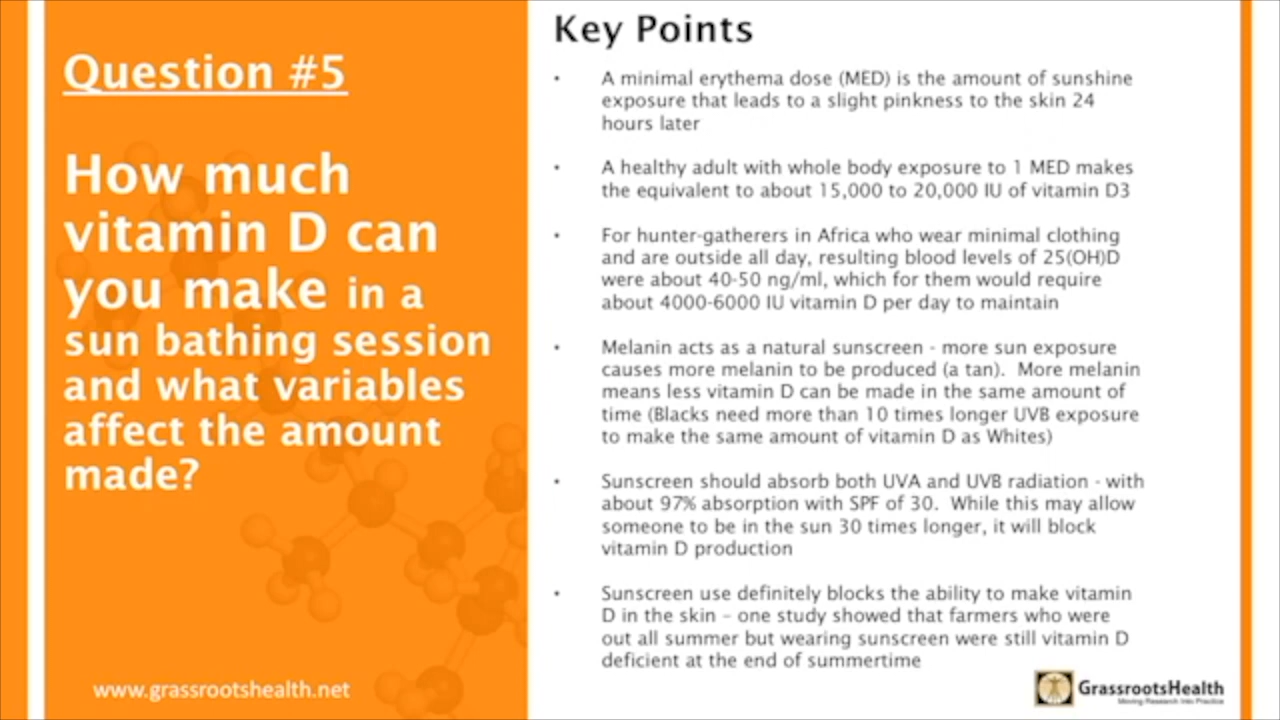 Question #5
How much
vitamin D can
you make in a
sun bathing session
and what variables
affect the amount
made?
www.grassrootshealth.net
Key Points
• A minimal erythema dose (MED) is the amount of sunshine
exposure that leads to a slight pinkness to the skin 24
hours later
• A healthy adult with whole body exposure to 1 MED makes
the equivalent to about 15,000 to 20,000 IU of vitamin D3
• For hunter-gatherers in Africa who wear minimal clothing
and are outside all day, resulting blood levels of 25(OH)D
were about 40-50 ng/ml, which for them would require
about 4000-6000 IU vitamin D per day to maintain
• Melanin acts as a natural sunscreen - more sun exposure
causes more melanin to be produced (a tan). More melanin
means less vitamin D can be made in the same amount of
time (Blacks need more than 10 times longer UVB exposure
to make the same amount of vitamin D as Whites)
• Sunscreen should absorb both UVA and UVB radiation - with
about 97% absorption with SPF of 30. While this may allow
someone to be in the sun 30 times longer, it will block
vitamin D production
• Sunscreen use definitely blocks the ability to make vitamin
D in the skin – one study showed that farmers who were
out all summer but wearing sunscreen were still vitamin D
deficient at the end of summertime
GrassrootsHealth
Moving Research Into Practice